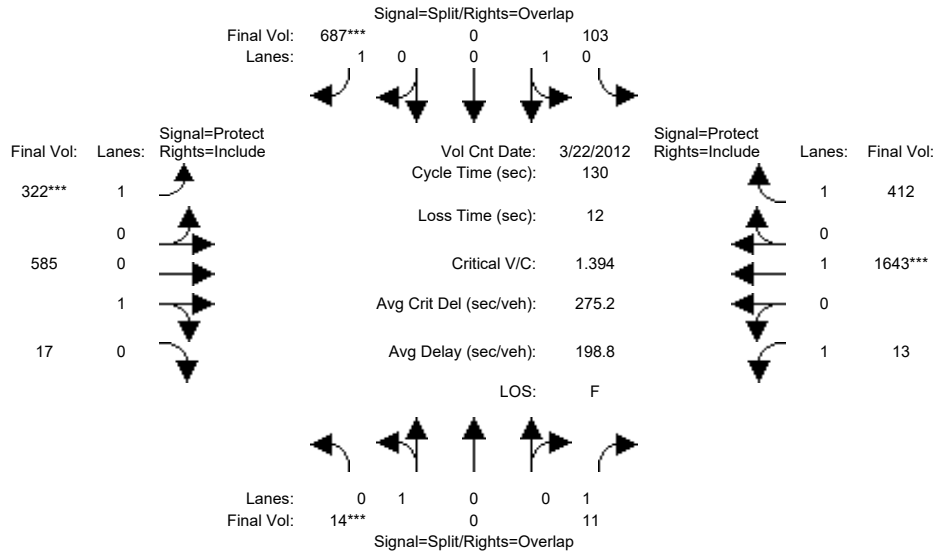 Signal=Split/Rights=Overlap
Final Vol: 687*** 0 103
Lanes: 1 0 0 1 0
Signal=Protect
Final Vol: Lanes: Rights=Include
Vol Cnt Date: 3/22/2012
Signal=Protect
Rights=Include Lanes: Final Vol:
Cycle Time (sec): 130
322*** 1
1 412
Loss Time (sec): 12
0
0
585 0
Critical V/C: 1.394
1 1643***
1
Avg Crit Del (sec/veh): 275.2
0
17 0
Avg Delay (sec/veh): 198.8
1 13
LOS: F
Lanes: 0 1 0 0 1
Final Vol: 14*** 0 11
Signal=Split/Rights=Overlap